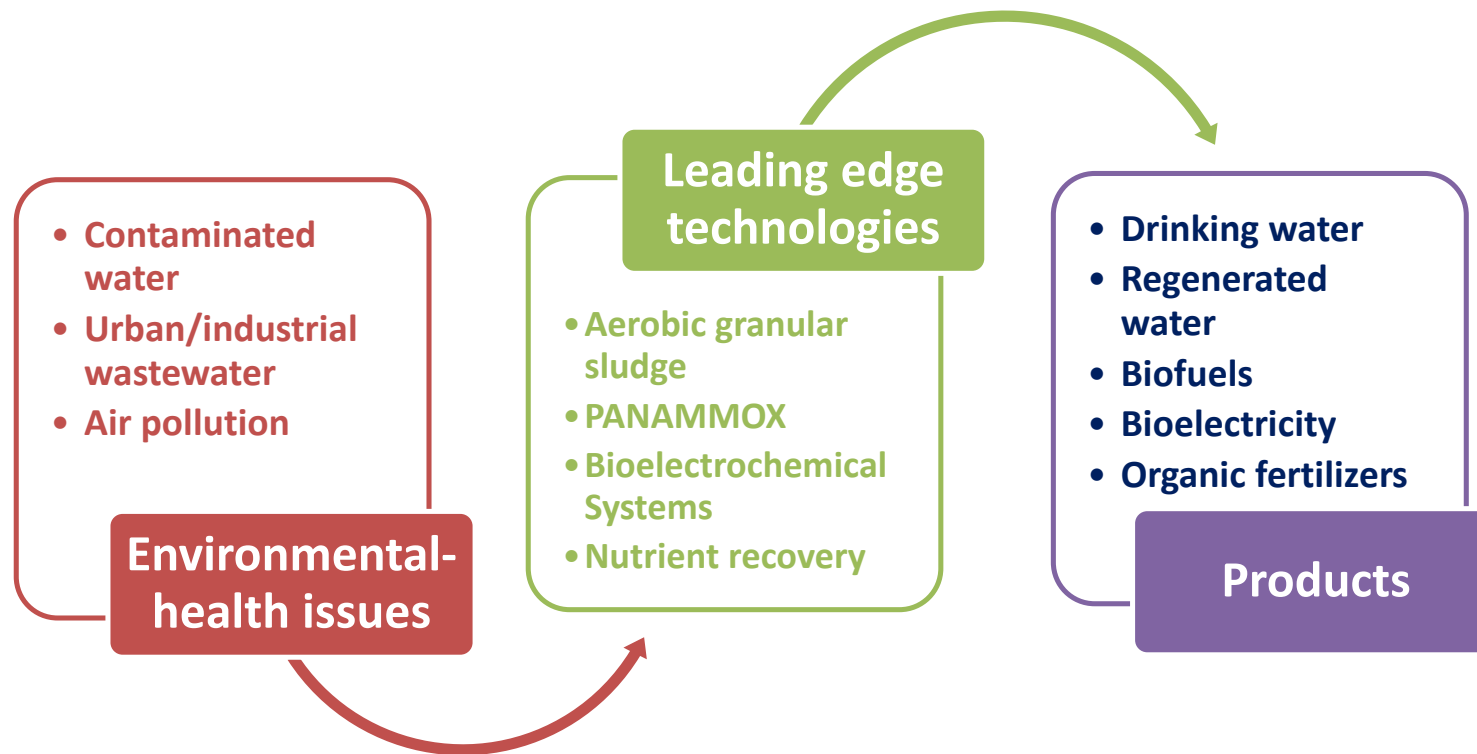 • Contaminated
water
• Urban/industrial
wastewater
• Air pollution
Environmental-
health issues
Leading edge
technologies
• Aerobic granular
sludge
• PANAMMOX
• Bioelectrochemical
Systems
• Nutrient recovery
• Drinking water
• Regenerated
water
• Biofuels
• Bioelectricity
• Organic fertilizers
Products